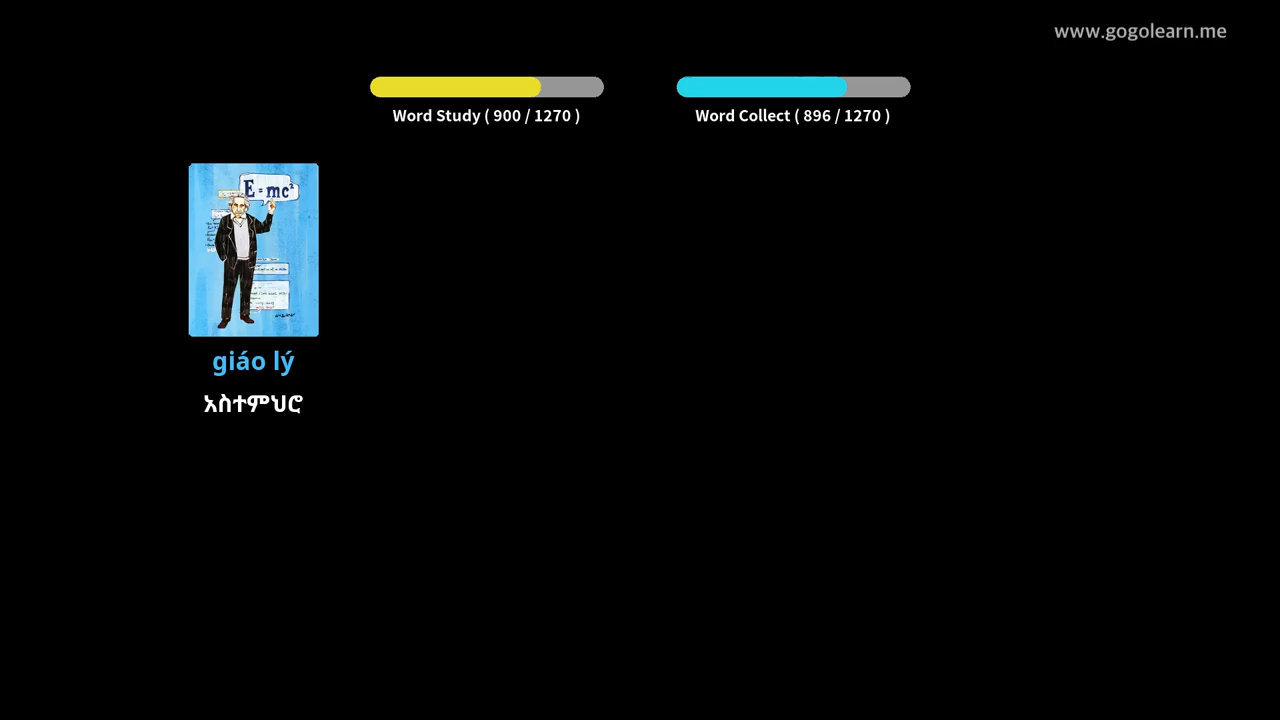 www.gogolearn.me
Word Study ( 900 / 1270 )
Word Collect ( 896 / 1270 )
E = mc²
giáo lý
አስተምህሮ